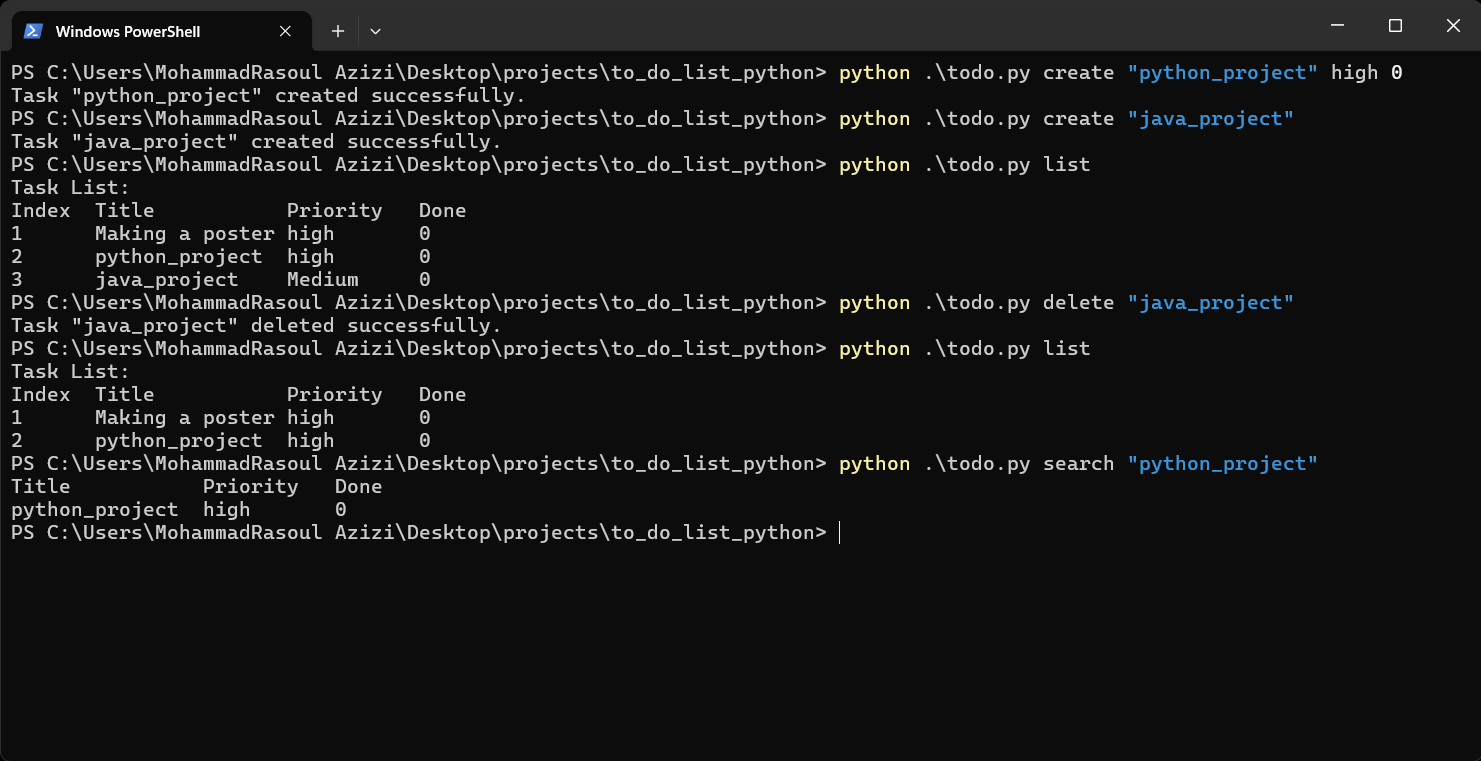 Windows PowerShell
PS C:\Users\MohammadRasoul Azizi\Desktop\projects\to_do_list_python> python .\todo.py create "python_project" high 0
Task "python_project" created successfully.
PS C:\Users\MohammadRasoul Azizi\Desktop\projects\to_do_list_python> python .\todo.py create "java_project"
Task "java_project" created successfully.
PS C:\Users\MohammadRasoul Azizi\Desktop\projects\to_do_list_python> python .\todo.py list
Task List:
Index  Title           Priority   Done
1      Making a poster high       0
2      python_project  high       0
3      java_project    Medium     0
PS C:\Users\MohammadRasoul Azizi\Desktop\projects\to_do_list_python> python .\todo.py delete "java_project"
Task "java_project" deleted successfully.
PS C:\Users\MohammadRasoul Azizi\Desktop\projects\to_do_list_python> python .\todo.py list
Task List:
Index  Title           Priority   Done
1      Making a poster high       0
2      python_project  high       0
PS C:\Users\MohammadRasoul Azizi\Desktop\projects\to_do_list_python> python .\todo.py search "python_project"
Title           Priority   Done
python_project  high       0
PS C:\Users\MohammadRasoul Azizi\Desktop\projects\to_do_list_python>